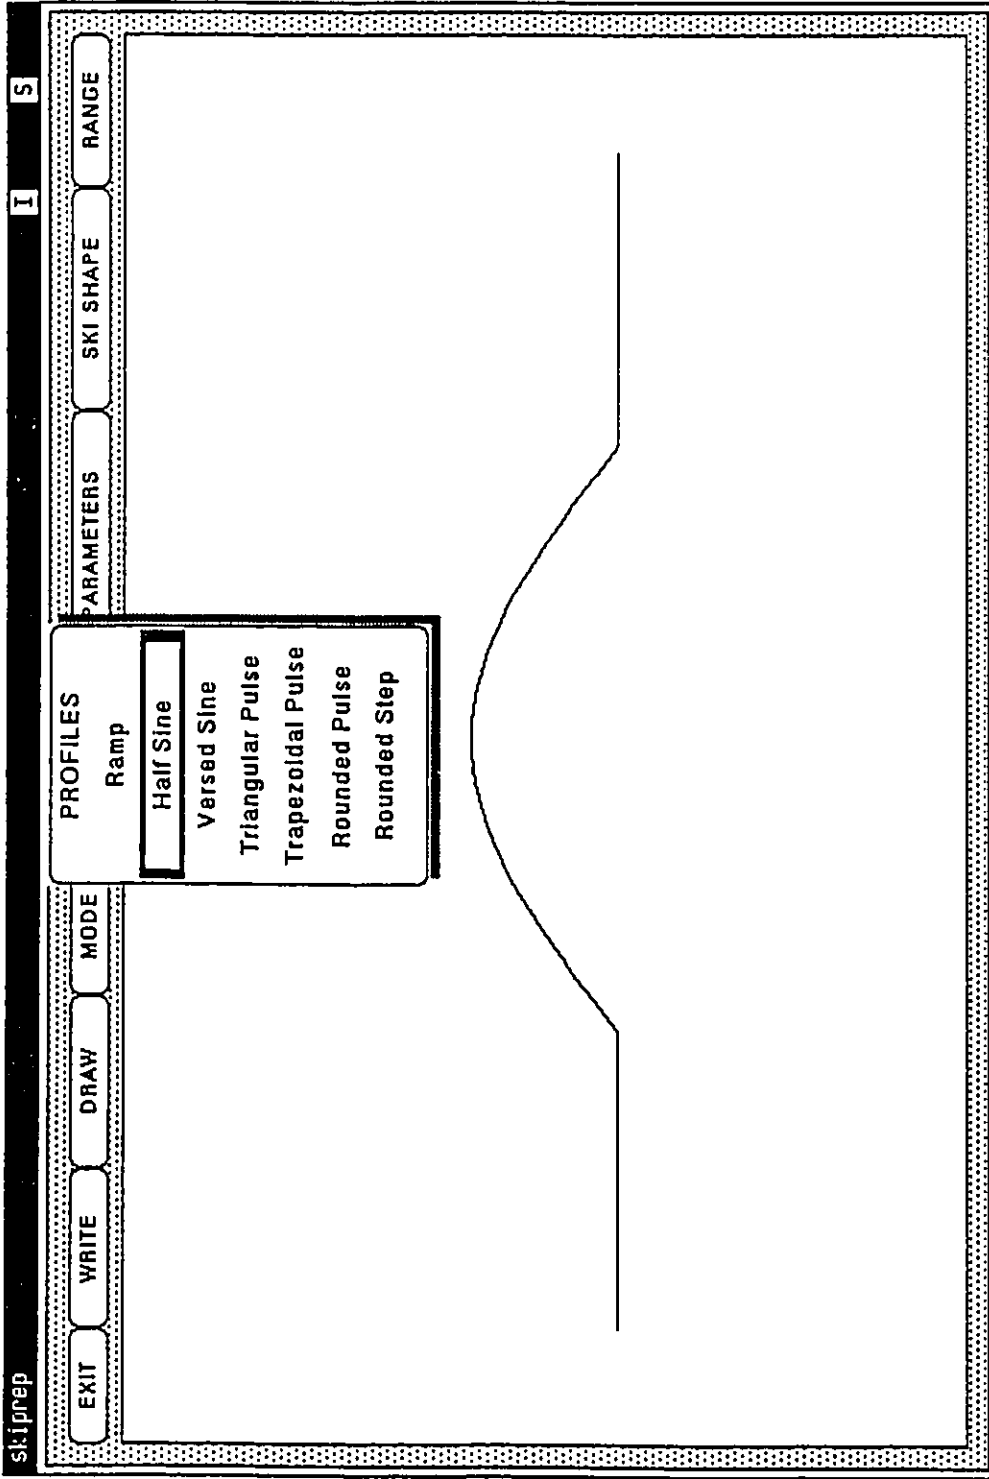 skiprep I S
EXIT WRITE DRAW MODE PARAMETERS SKI SHAPE RANGE
PROFILES
Ramp
Half Sine
Versed Sine
Triangular Pulse
Trapezoidal Pulse
Rounded Pulse
Rounded Step